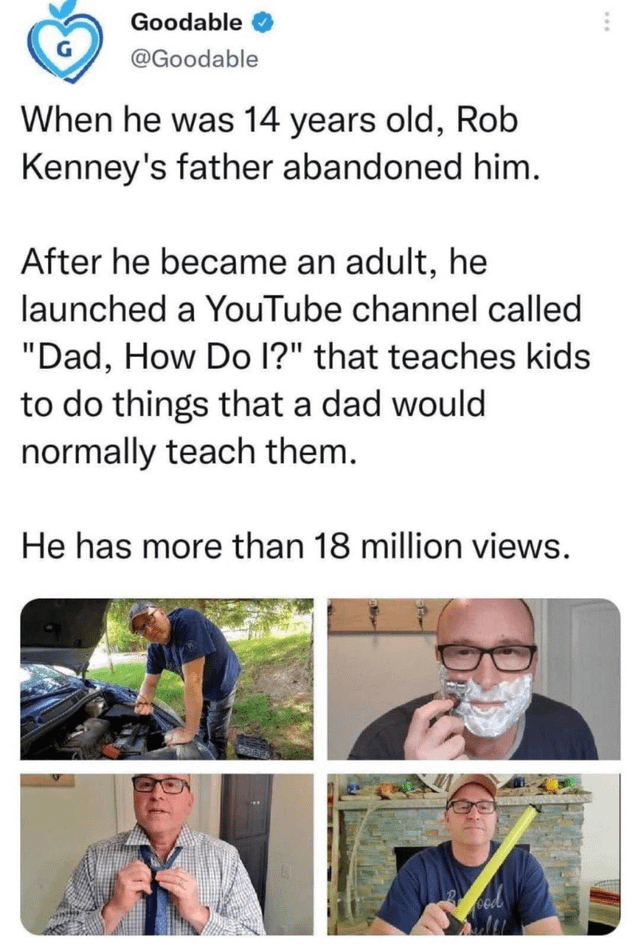 Goodable
@Goodable
G
When he was 14 years old, Rob
Kenney's father abandoned him.
After he became an adult, he
launched a YouTube channel called
"Dad, How Do I?" that teaches kids
to do things that a dad would
normally teach them.
He has more than 18 million views.